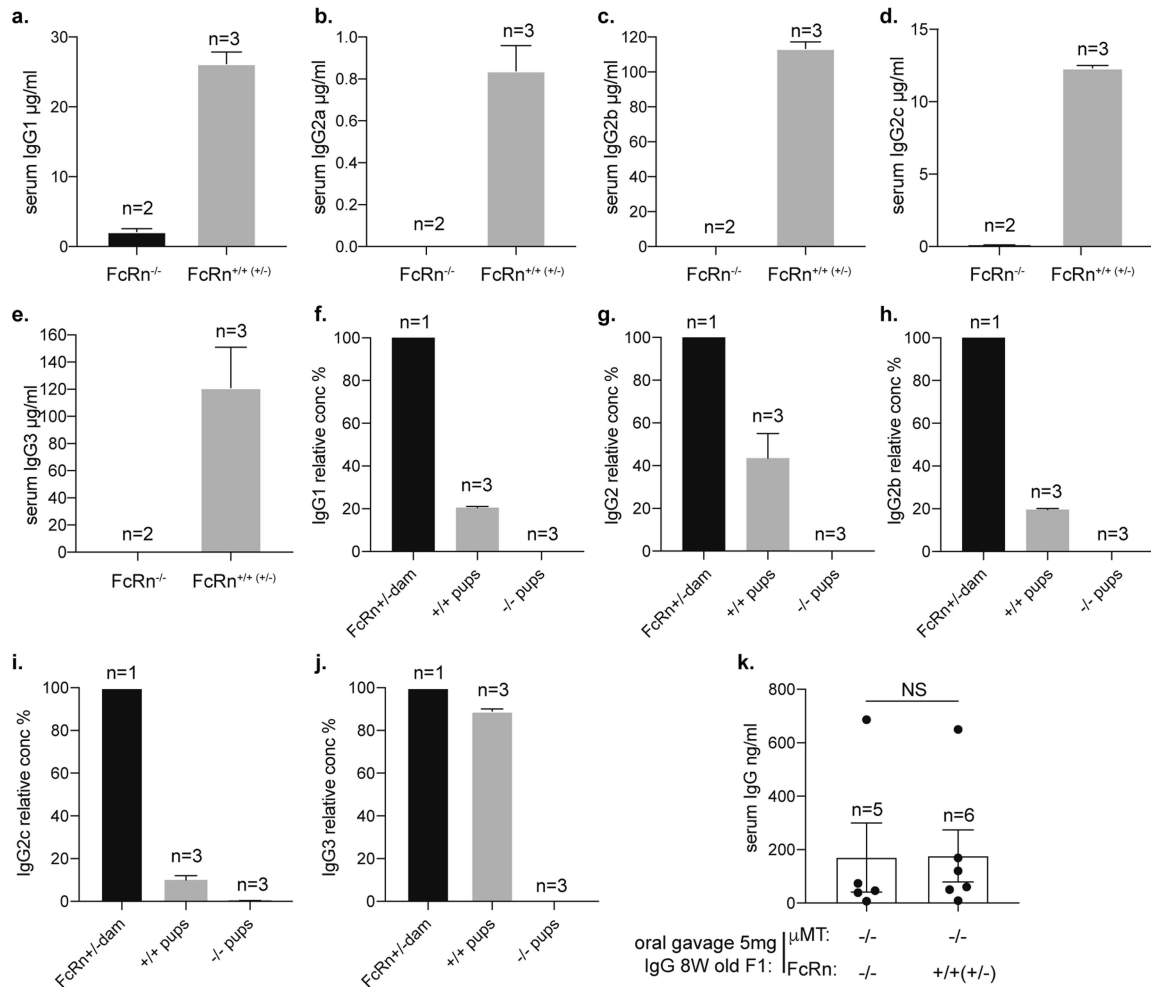 a.
serum IgG1 µg/ml
30
20
10
0
n=2
n=3
FcRn-/-
FcRn+/+ (+/-)
b.
serum IgG2a µg/ml
1.0
0.8
0.6
0.4
0.2
0.0
n=2
n=3
FcRn-/-
FcRn+/+ (+/-)
c.
serum IgG2b µg/ml
120
100
80
60
40
20
0
n=2
n=3
FcRn-/-
FcRn+/+ (+/-)
d.
serum IgG2c µg/ml
15
10
5
0
n=2
n=3
FcRn-/-
FcRn+/+ (+/-)
e.
serum IgG3 µg/ml
160
140
120
100
80
60
40
20
0
n=2
n=3
FcRn-/-
FcRn+/+ (+/-)
f.
IgG1 relative conc %
100
80
60
40
20
0
n=1
n=3
n=3
FcRn+/-dam
+/+ pups
-/- pups
g.
IgG2 relative conc %
100
80
60
40
20
0
n=1
n=3
n=3
FcRn+/-dam
+/+ pups
-/- pups
h.
IgG2b relative conc %
100
80
60
40
20
0
n=1
n=3
n=3
FcRn+/-dam
+/+ pups
-/- pups
i.
IgG2c relative conc %
100
80
60
40
20
0
n=1
n=3
n=3
FcRn+/-dam
+/+ pups
-/- pups
j.
IgG3 relative conc %
100
80
60
40
20
0
n=1
n=3
n=3
FcRn+/-dam
+/+ pups
-/- pups
k.
serum IgG ng/ml
800
600
400
200
0
NS
n=5
n=6
oral gavage 5mg
IgG 8W old F1:
µMT: -/- -/-
FcRn: -/- +/+(+/-)